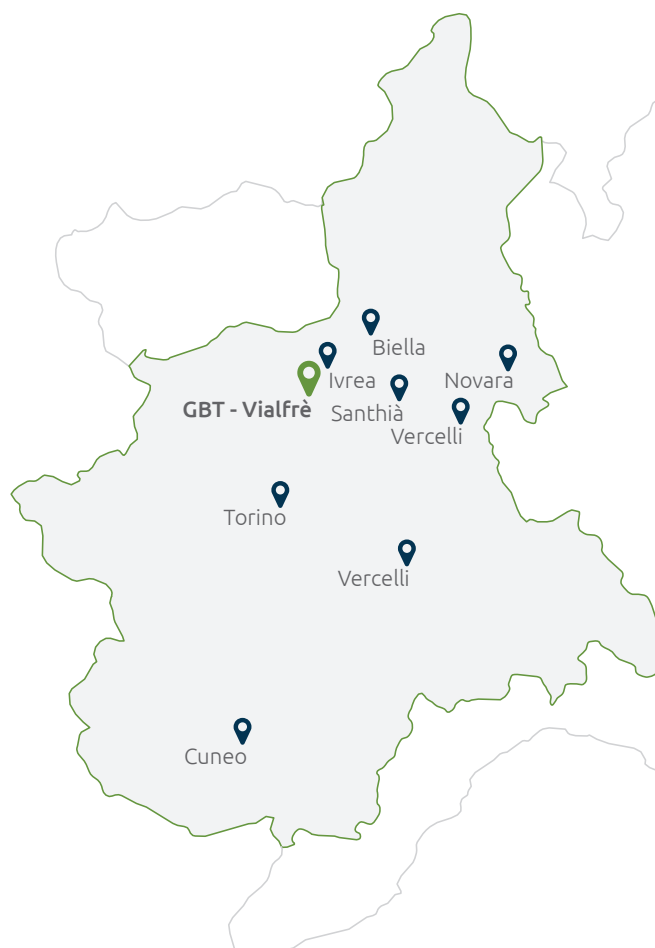 Biella
Ivrea
Novara
GBT - Vialfrè
Santhià
Vercelli
Torino
Vercelli
Cuneo